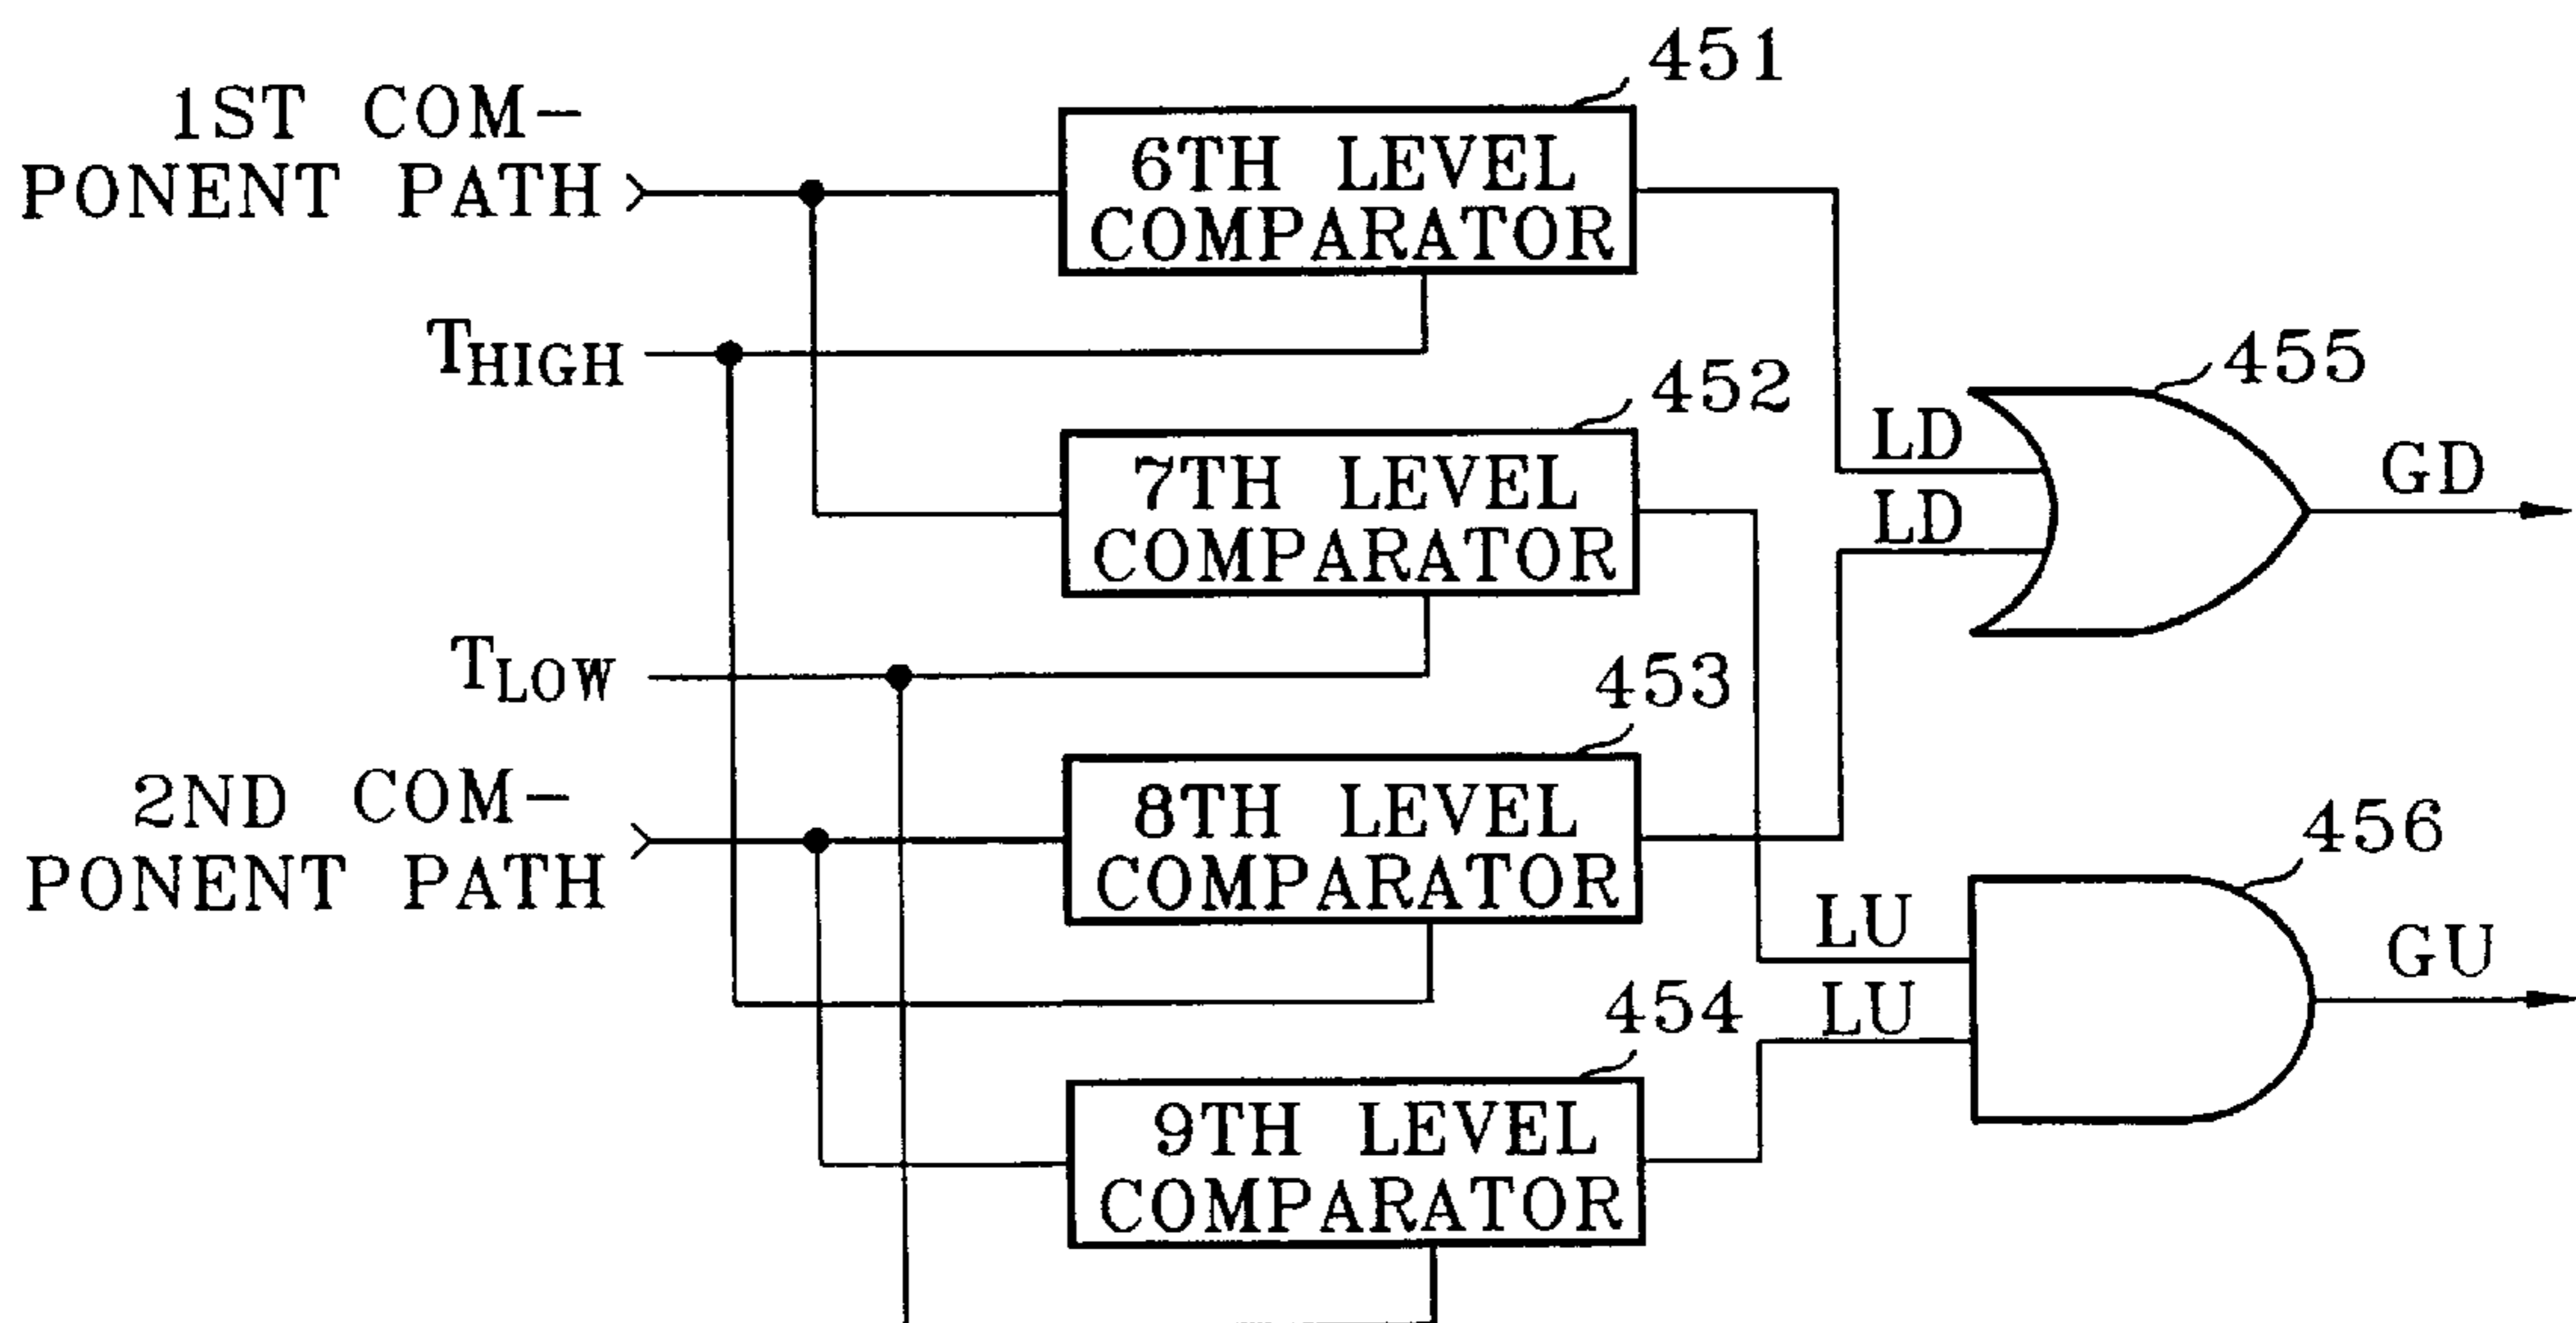 451
1ST COM-
PONENT PATH
6TH LEVEL
COMPARATOR
THIGH
452
455
7TH LEVEL
COMPARATOR
LD
LD
GD
TLOW
453
2ND COM-
PONENT PATH
8TH LEVEL
COMPARATOR
456
LU
LU
GU
454
9TH LEVEL
COMPARATOR